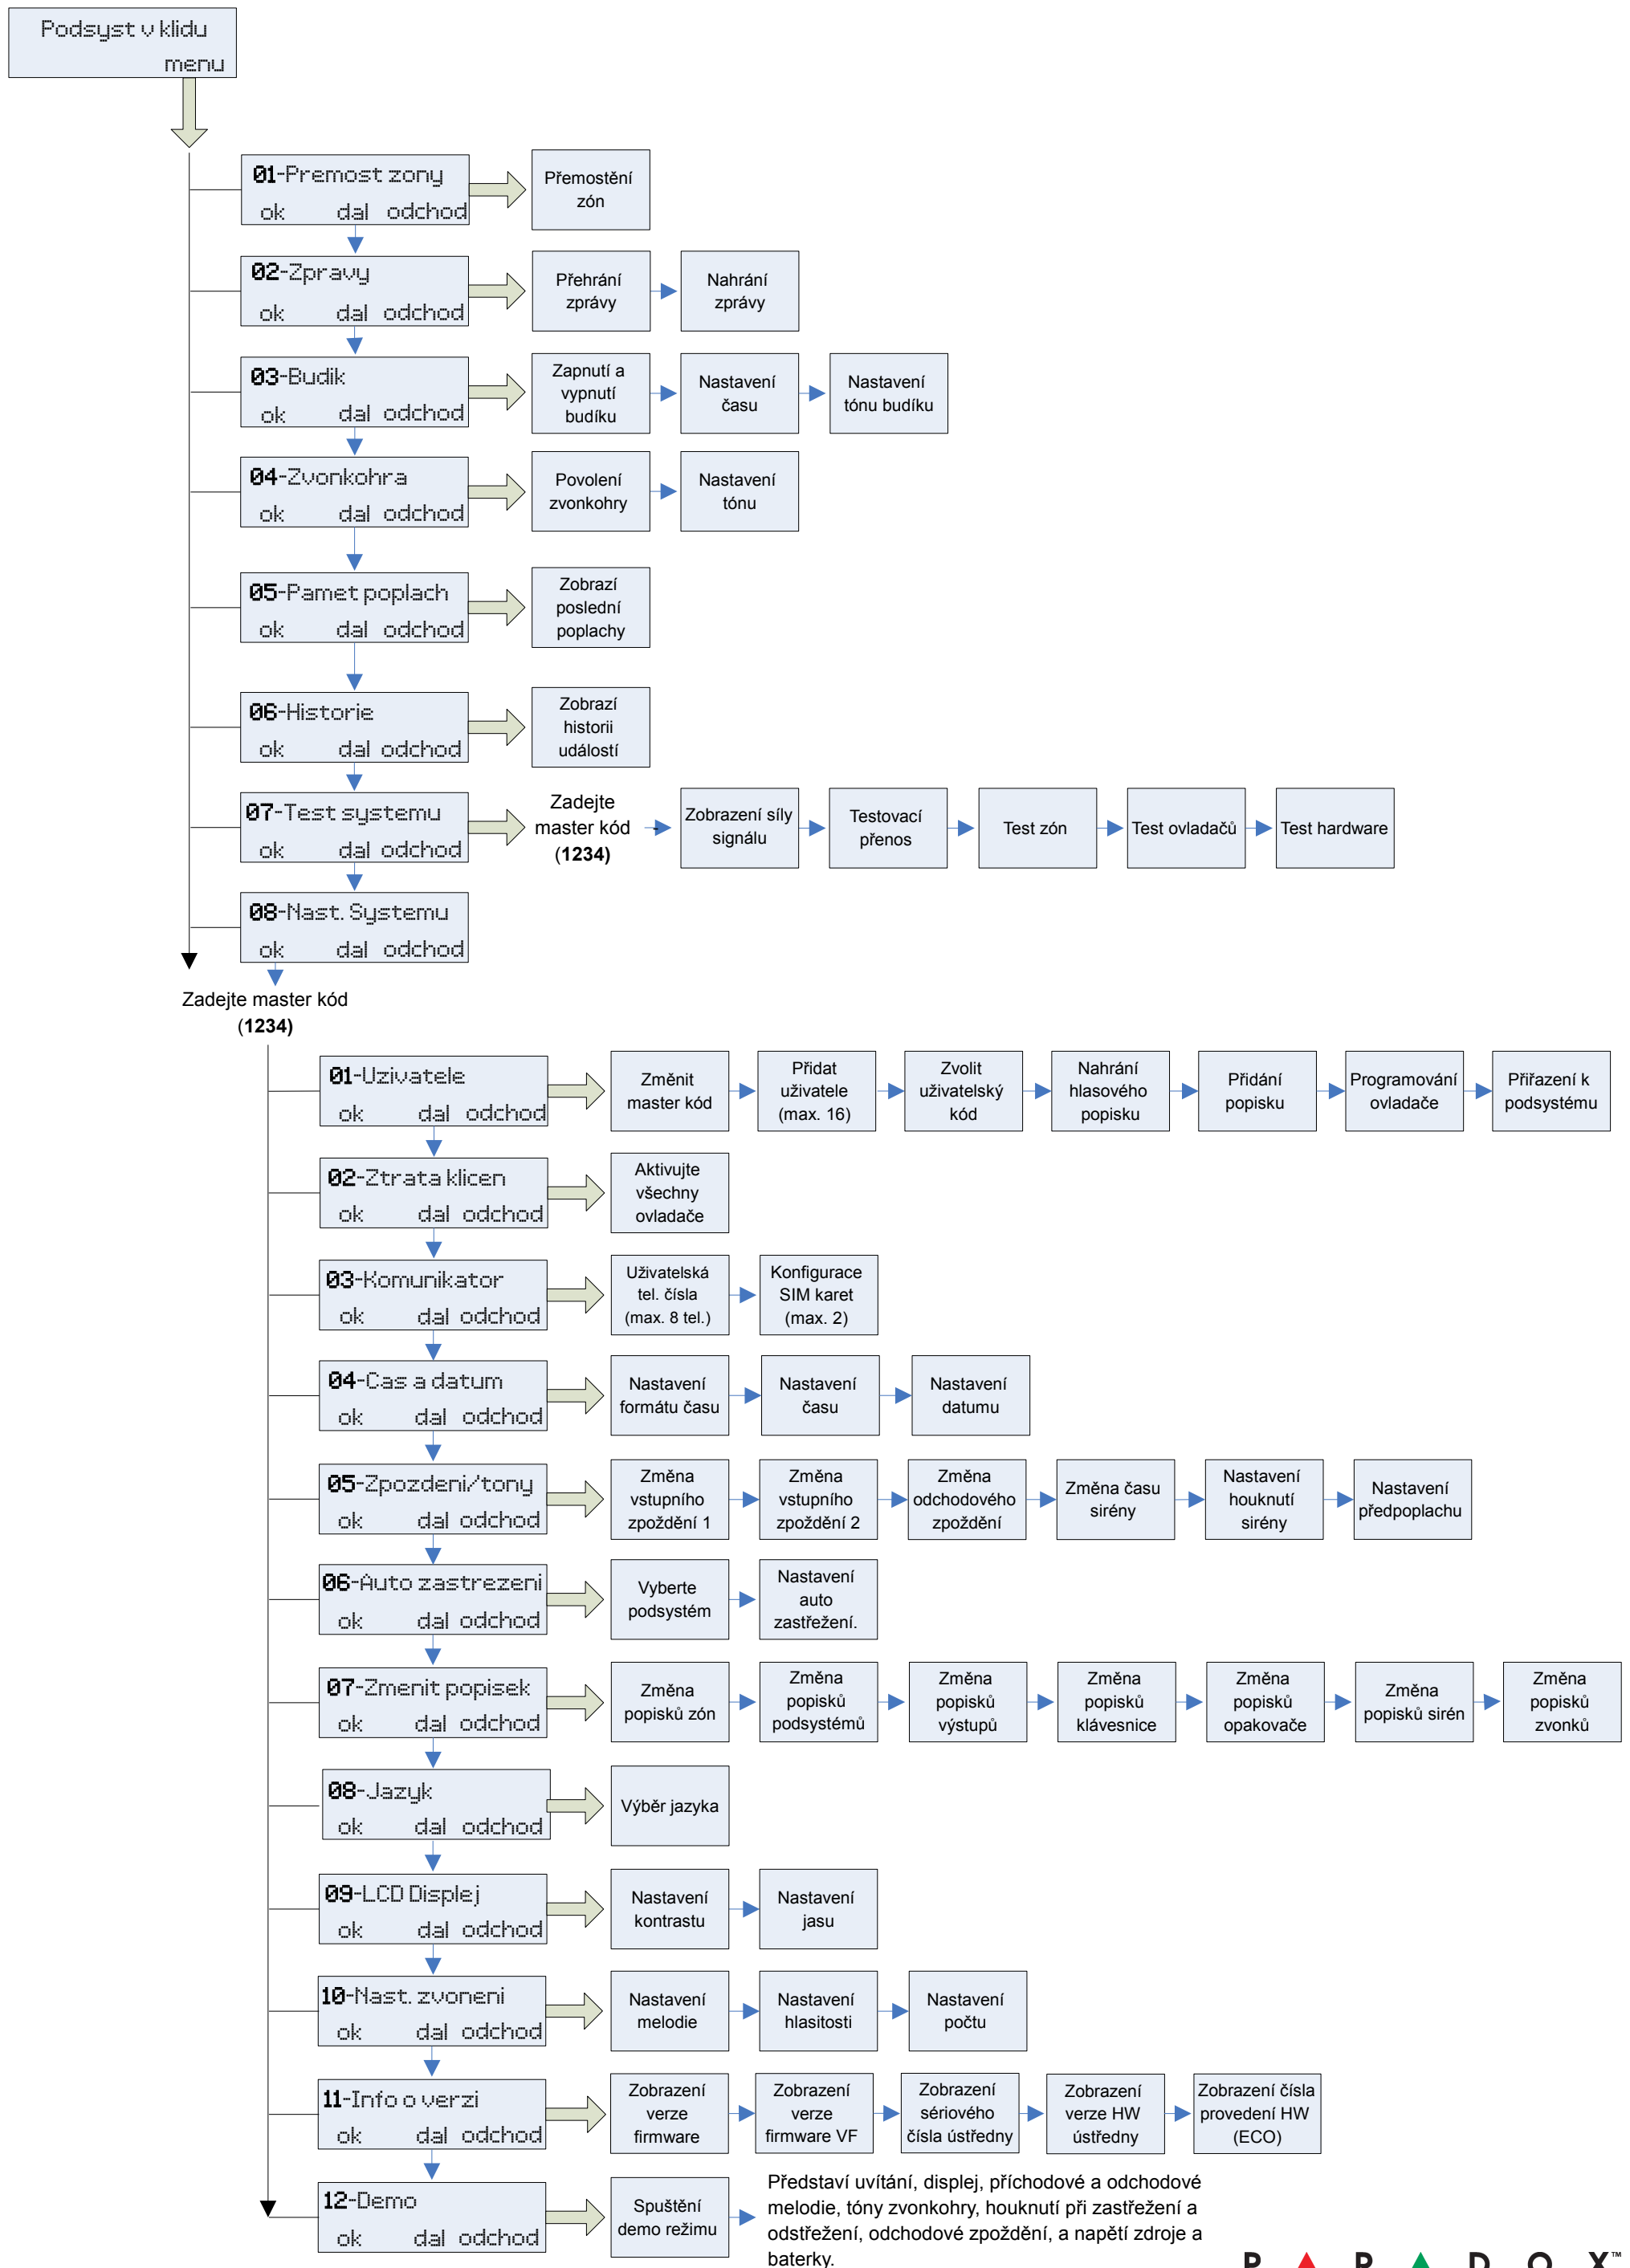 Podsyst v klidu
menu
01-Premost zony
ok dal odchod
Přemostění
zón
02-Zpravy
ok dal odchod
Přehrání
zprávy
Nahrání
zprávy
03-Budik
ok dal odchod
Zapnutí a
vypnutí
budíku
Nastavení
času
Nastavení
tónu budíku
04-Zvonkohra
ok dal odchod
Povolení
zvonkohry
Nastavení
tónu
05-Pamet poplach
ok dal odchod
Zobrazí
poslední
poplachy
06-Historie
ok dal odchod
Zobrazí
historii
událostí
07-Test systemu
ok dal odchod
Zadejte
master kód
(1234)
Zobrazení síly
signálu
Testovací
přenos
Test zón
Test ovladačů
Test hardware
08-Nast. Systemu
ok dal odchod
Zadejte master kód
(1234)
01-Uzivatele
ok dal odchod
Změnit
master kód
Přidat
uživatele
(max. 16)
Zvolit
uživatelský
kód
Nahrání
hlasového
popisku
Přidání
popisku
Programování
ovladače
Přiřazení k
podsystému
02-Ztrata klicen
ok dal odchod
Aktivujte
všechny
ovladače
03-Komunikator
ok dal odchod
Uživatelská
tel. čísla
(max. 8 tel.)
Konfigurace
SIM karet
(max. 2)
04-Cas a datum
ok dal odchod
Nastavení
formátu času
Nastavení
času
Nastavení
datumu
05-Zpozdeni/tony
ok dal odchod
Změna
vstupního
zpoždění 1
Změna
vstupního
zpoždění 2
Změna
odchodového
zpoždění
Změna času
sirény
Nastavení
houknutí
sirény
Nastavení
předpoplachu
06-Auto zastrezeni
ok dal odchod
Vyberte
podsystém
Nastavení
auto
zastřežení.
07-Zmenit popisek
ok dal odchod
Změna
popisků zón
Změna
popisků
podsystémů
Změna
popisků
výstupů
Změna
popisků
klávesnice
Změna
popisků
opakovače
Změna
popisků sirén
Změna
popisků
zvonků
08-Jazyk
ok dal odchod
Výběr jazyka
09-LCD Displej
ok dal odchod
Nastavení
kontrastu
Nastavení
jasu
10-Nast. zvoneni
ok dal odchod
Nastavení
melodie
Nastavení
hlasitosti
Nastavení
počtu
11-Info o verzi
ok dal odchod
Zobrazení
verze
firmware
Zobrazení
verze
firmware VF
Zobrazení
sériového
čísla ústředny
Zobrazení
verze HW
ústředny
Zobrazení čísla
provedení HW
(ECO)
12-Demo
ok dal odchod
Spuštění
demo režimu
Představí uvítání, displej, příchodové a odchodové
melodie, tóny zvonkohry, houknutí při zastřežení a
odstřežení, odchodové zpoždění, a napětí zdroje a
baterky.
PARADOX™